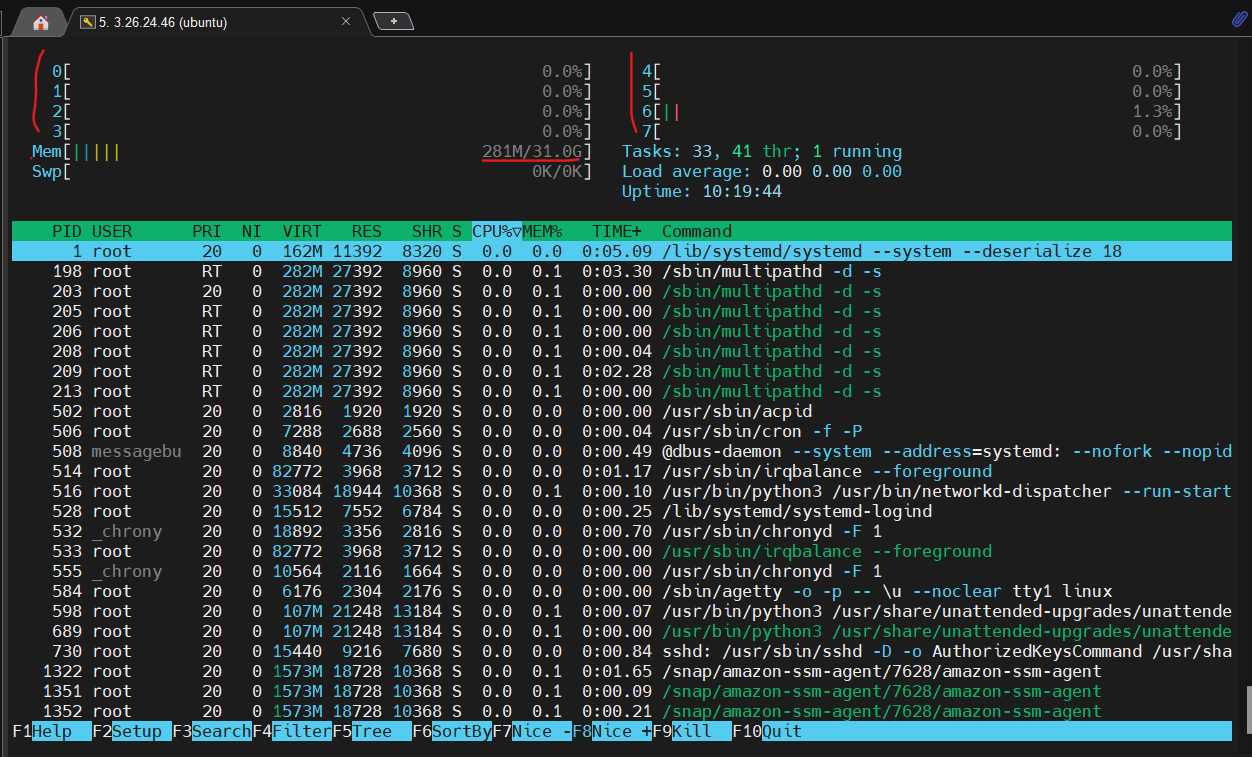 5. 3.26.24.46 (ubuntu)
0[ 0.0%] 4[ 0.0%]
1[ 0.0%] 5[ 0.0%]
2[ 0.0%] 6[|| 1.3%]
3[ 0.0%] 7[ 0.0%]
Mem[||||| 281M/31.0G] Tasks: 33, 41 thr; 1 running
Swp[ 0K/0K] Load average: 0.00 0.00 0.00
Uptime: 10:19:44
PID USER PRI NI VIRT RES SHR S CPU%▽MEM% TIME+ Command
1 root 20 0 162M 11392 8320 S 0.0 0.0 0:05.09 /lib/systemd/systemd --system --deserialize 18
198 root RT 0 282M 27392 8960 S 0.0 0.1 0:03.30 /sbin/multipathd -d -s
203 root 20 0 282M 27392 8960 S 0.0 0.1 0:00.00 /sbin/multipathd -d -s
205 root RT 0 282M 27392 8960 S 0.0 0.1 0:00.00 /sbin/multipathd -d -s
206 root RT 0 282M 27392 8960 S 0.0 0.1 0:00.00 /sbin/multipathd -d -s
208 root RT 0 282M 27392 8960 S 0.0 0.1 0:00.04 /sbin/multipathd -d -s
209 root RT 0 282M 27392 8960 S 0.0 0.1 0:02.28 /sbin/multipathd -d -s
213 root RT 0 282M 27392 8960 S 0.0 0.1 0:00.00 /sbin/multipathd -d -s
502 root 20 0 2816 1920 1920 S 0.0 0.0 0:00.00 /usr/sbin/acpid
506 root 20 0 7288 2688 2560 S 0.0 0.0 0:00.04 /usr/sbin/cron -f -P
508 messagebu 20 0 8840 4736 4096 S 0.0 0.0 0:00.49 @dbus-daemon --system --address=systemd: --nofork --nopid
514 root 20 0 82772 3968 3712 S 0.0 0.0 0:01.17 /usr/sbin/irqbalance --foreground
516 root 20 0 33084 18944 10368 S 0.0 0.1 0:00.10 /usr/bin/python3 /usr/bin/networkd-dispatcher --run-start
528 root 20 0 15512 7552 6784 S 0.0 0.0 0:00.25 /lib/systemd/systemd-logind
532 _chrony 20 0 18892 3356 2816 S 0.0 0.0 0:00.70 /usr/sbin/chronyd -F 1
533 root 20 0 82772 3968 3712 S 0.0 0.0 0:00.00 /usr/sbin/irqbalance --foreground
555 _chrony 20 0 10564 2116 1664 S 0.0 0.0 0:00.00 /usr/sbin/chronyd -F 1
584 root 20 0 6176 2304 2176 S 0.0 0.0 0:00.00 /sbin/agetty -o -p -- \u --noclear tty1 linux
598 root 20 0 107M 21248 13184 S 0.0 0.1 0:00.07 /usr/bin/python3 /usr/share/unattended-upgrades/unattende
689 root 20 0 107M 21248 13184 S 0.0 0.1 0:00.00 /usr/bin/python3 /usr/share/unattended-upgrades/unattende
730 root 20 0 15440 9216 7680 S 0.0 0.0 0:00.84 sshd: /usr/sbin/sshd -D -o AuthorizedKeysCommand /usr/sha
1322 root 20 0 1573M 18728 10368 S 0.0 0.1 0:01.65 /snap/amazon-ssm-agent/7628/amazon-ssm-agent
1351 root 20 0 1573M 18728 10368 S 0.0 0.1 0:00.09 /snap/amazon-ssm-agent/7628/amazon-ssm-agent
1352 root 20 0 1573M 18728 10368 S 0.0 0.1 0:00.21 /snap/amazon-ssm-agent/7628/amazon-ssm-agent
F1Help F2Setup F3SearchF4FilterF5Tree F6SortByF7Nice -F8Nice +F9Kill F10Quit